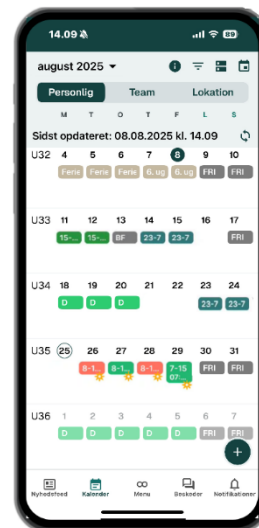 14.09 89
august 2025
Personlig Team Lokation
M T O T F L S
Sidst opdateret: 08.08.2025 kl. 14.09
U32 4 5 6 7 8 9 10
Ferie Ferie Ferie 6. ug 6. ug FRI FRI
U33 11 12 13 14 15 16 17
15-... 15-... BF 23-7 23-7 FRI
U34 18 19 20 21 22 23 24
D D D 23-7 23-7
U35 25 26 27 28 29 30 31
8-1... 8-1... 8-1... 7-15 FRI FRI
07:...
U36 1 2 3 4 5 6 7
D D D D D FRI FRI
Nyhedsfeed Kalender Menu Beskeder Notifikationer